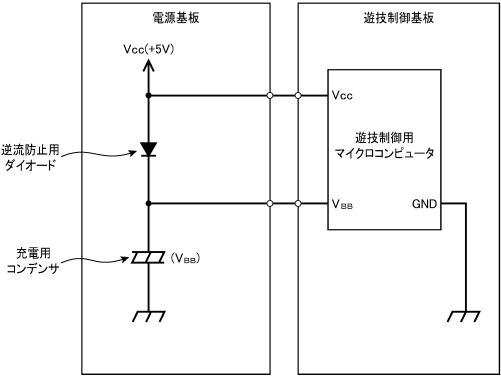 電源基板
遊技制御基板
Vcc(+5V)
Vcc
遊技制御用
マイクロコンピュータ
逆流防止用
ダイオード
VBB
GND
充電用
コンデンサ
(VBB)